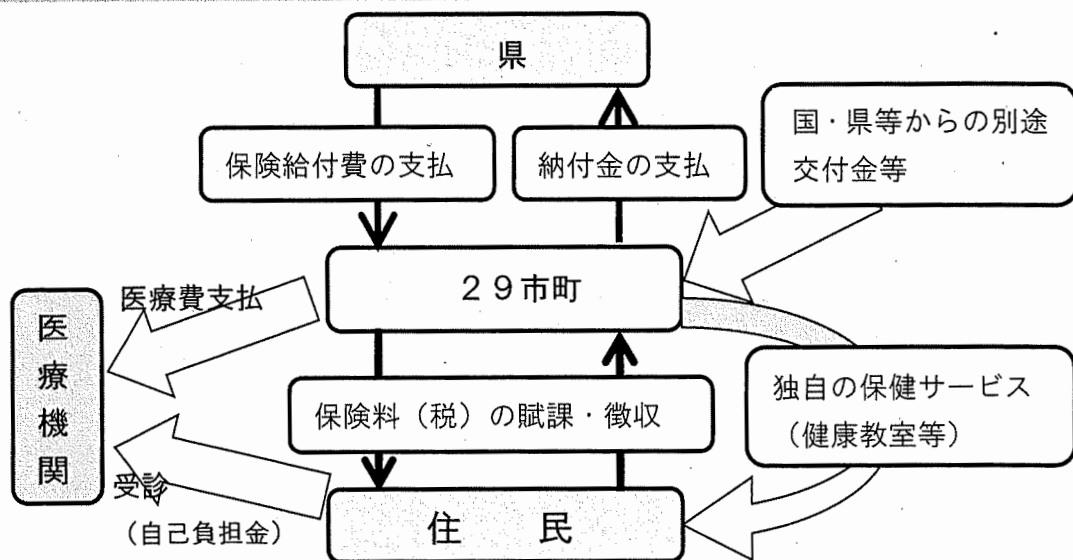 県
国・県等からの別途
交付金等
保険給付費の支払
納付金の支払
２９市町
医療費支払
医
療
機
関
保険料（税）の賦課・徴収
独自の保健サービス
（健康教室等）
受診
（自己負担金）
住　民